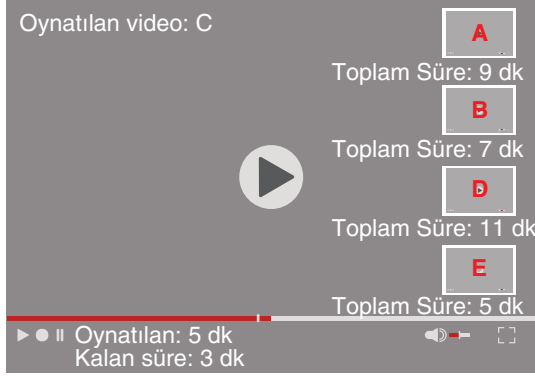 Oynatılan video: C
A
Toplam Süre: 9 dk
B
Toplam Süre: 7 dk
D
Toplam Süre: 11 dk
E
Toplam Süre: 5 dk
Oynatılan: 5 dk
Kalan süre: 3 dk